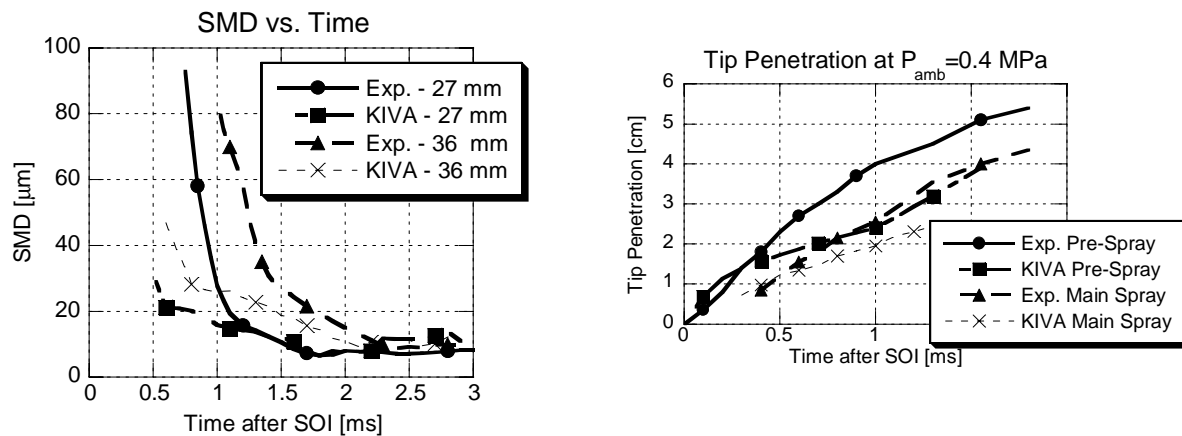 SMD vs. Time
100
80
60
40
20
0
SMD [µm]
Exp. - 27 mm
KIVA - 27 mm
Exp. - 36 mm
KIVA - 36 mm
0 0.5 1 1.5 2 2.5 3
Time after SOI [ms]
Tip Penetration at P_amb=0.4 MPa
6
5
4
3
2
1
0
Tip Penetration [cm]
Exp. Pre-Spray
KIVA Pre-Spray
Exp. Main Spray
KIVA Main Spray
0 0.5 1
Time after SOI [ms]